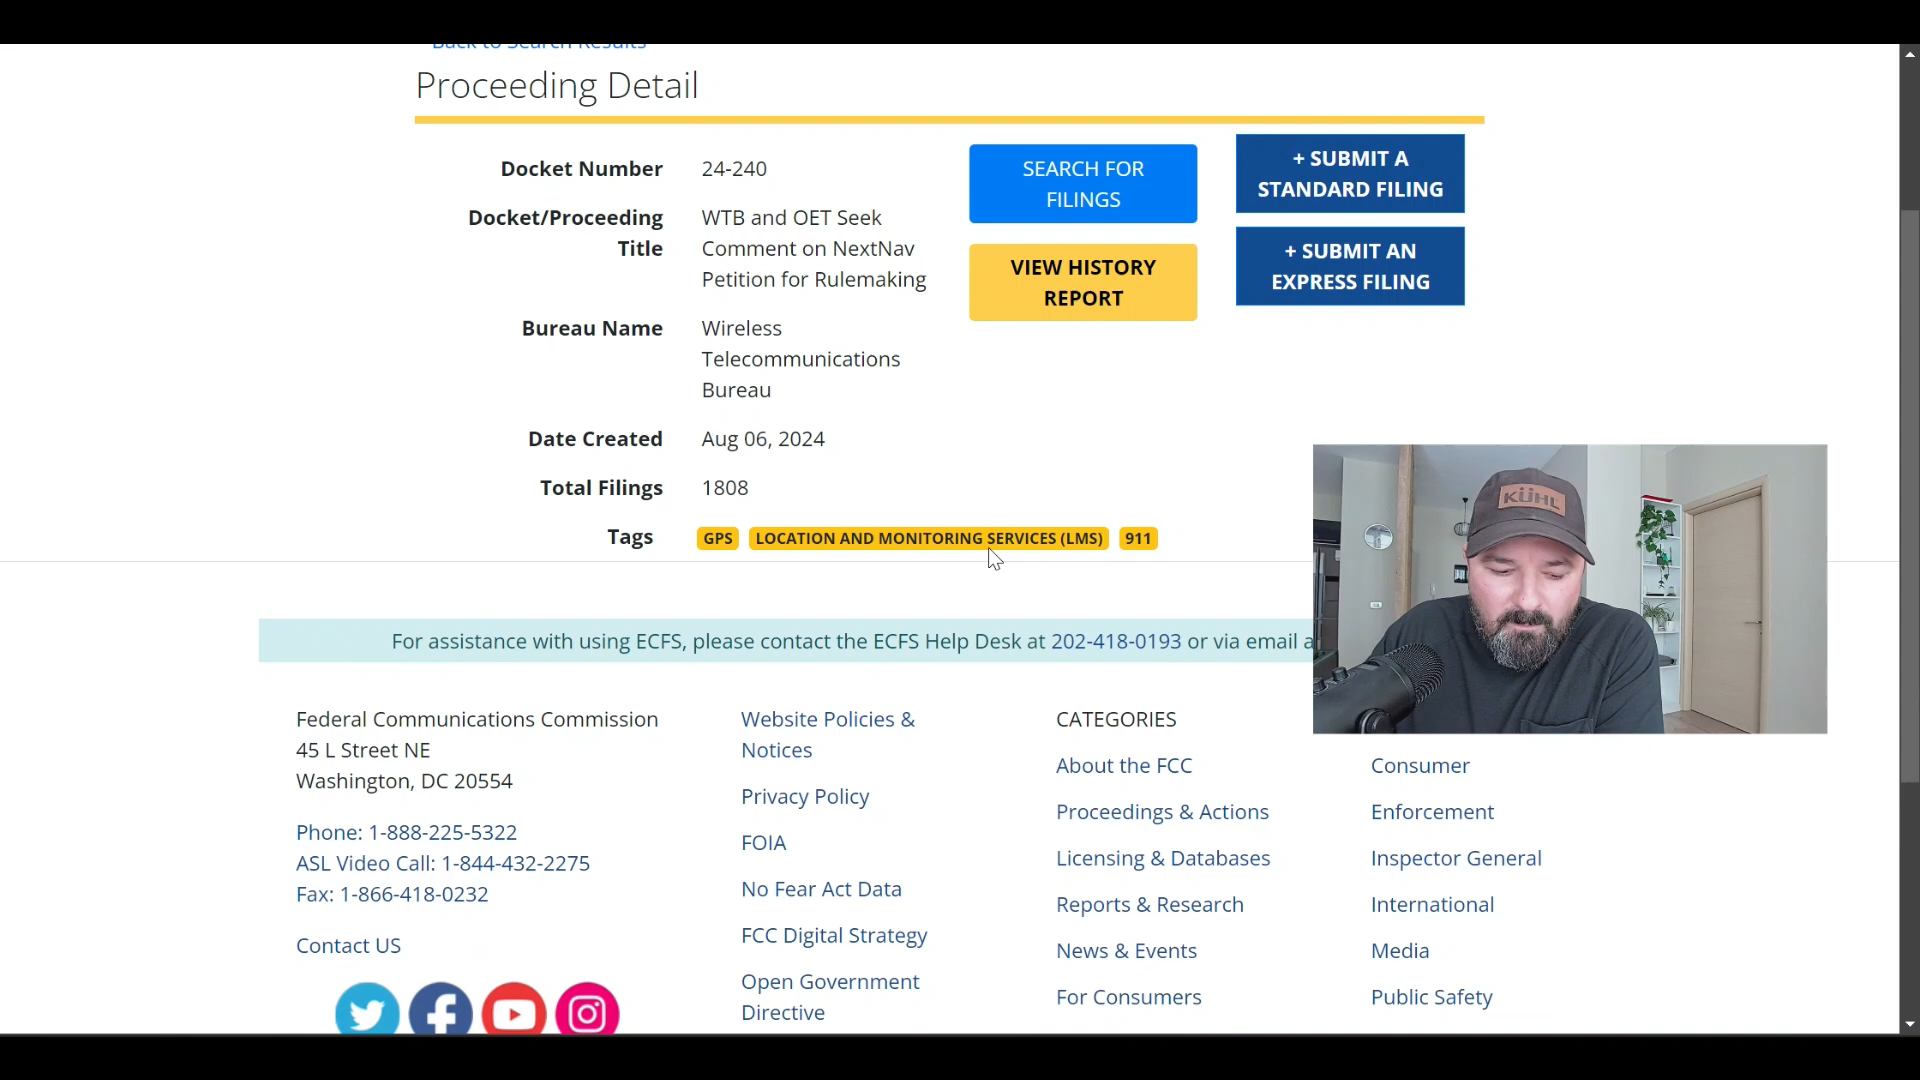 Back to Search Results
Proceeding Detail
Docket Number 24-240
Docket/Proceeding Title
WTB and OET Seek
Comment on NextNav
Petition for Rulemaking
Bureau Name
Wireless
Telecommunications
Bureau
Date Created Aug 06, 2024
Total Filings 1808
Tags GPS LOCATION AND MONITORING SERVICES (LMS) 911
SEARCH FOR
FILINGS
VIEW HISTORY
REPORT
+ SUBMIT A
STANDARD FILING
+ SUBMIT AN
EXPRESS FILING
KÜHL
For assistance with using ECFS, please contact the ECFS Help Desk at 202-418-0193 or via email a
Federal Communications Commission
45 L Street NE
Washington, DC 20554
Phone: 1-888-225-5322
ASL Video Call: 1-844-432-2275
Fax: 1-866-418-0232
Contact US
Website Policies &
Notices
Privacy Policy
FOIA
No Fear Act Data
FCC Digital Strategy
Open Government
Directive
CATEGORIES
About the FCC
Proceedings & Actions
Licensing & Databases
Reports & Research
News & Events
For Consumers
Consumer
Enforcement
Inspector General
International
Media
Public Safety